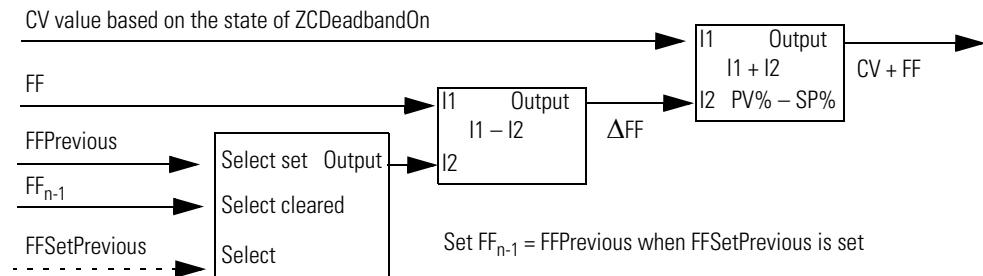 CV value based on the state of ZCDeadbandOn
I1 Output
I1 + I2
I2 PV% – SP%
CV + FF
FF
I1 Output
I1 – I2
I2
ΔFF
FFPrevious
Select set Output
FFn-1
Select cleared
FFSetPrevious
Select
Set FFn-1 = FFPrevious when FFSetPrevious is set